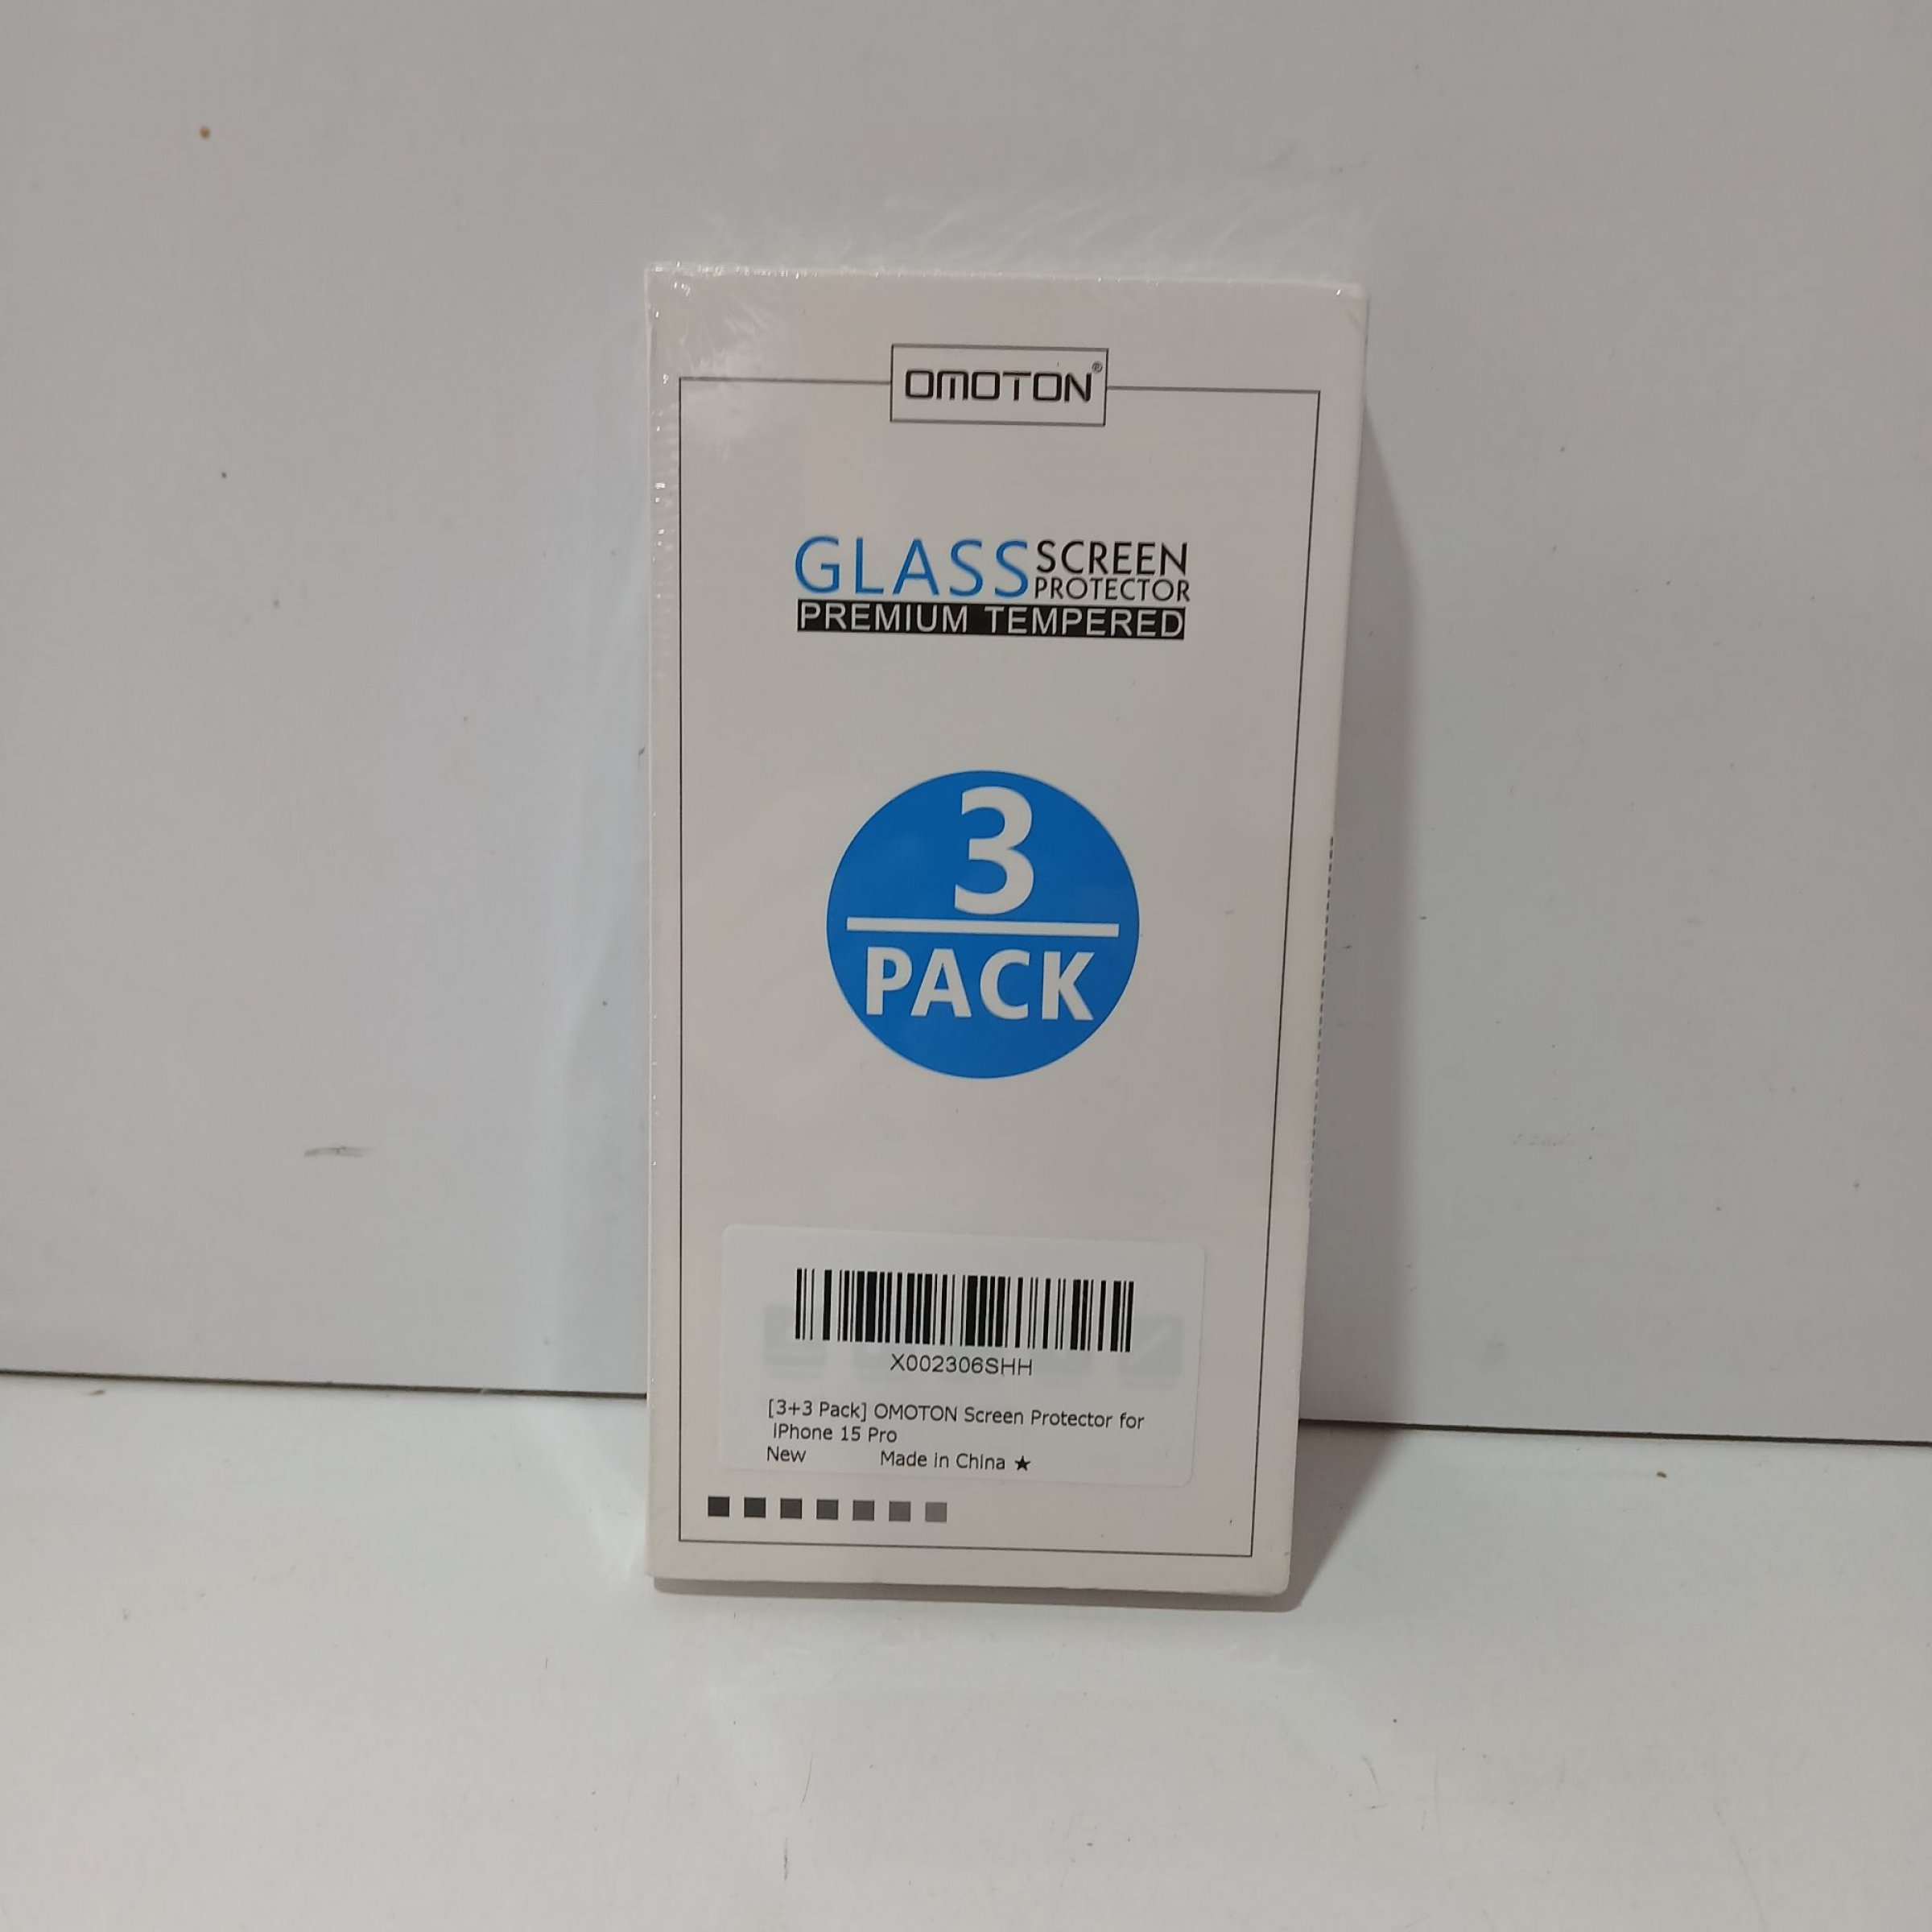 OMOTON®
GLASS SCREEN
PROTECTOR
PREMIUM TEMPERED
3
PACK
X002306SHH
[3+3 Pack] OMOTON Screen Protector for
iPhone 15 Pro
New Made in China ★